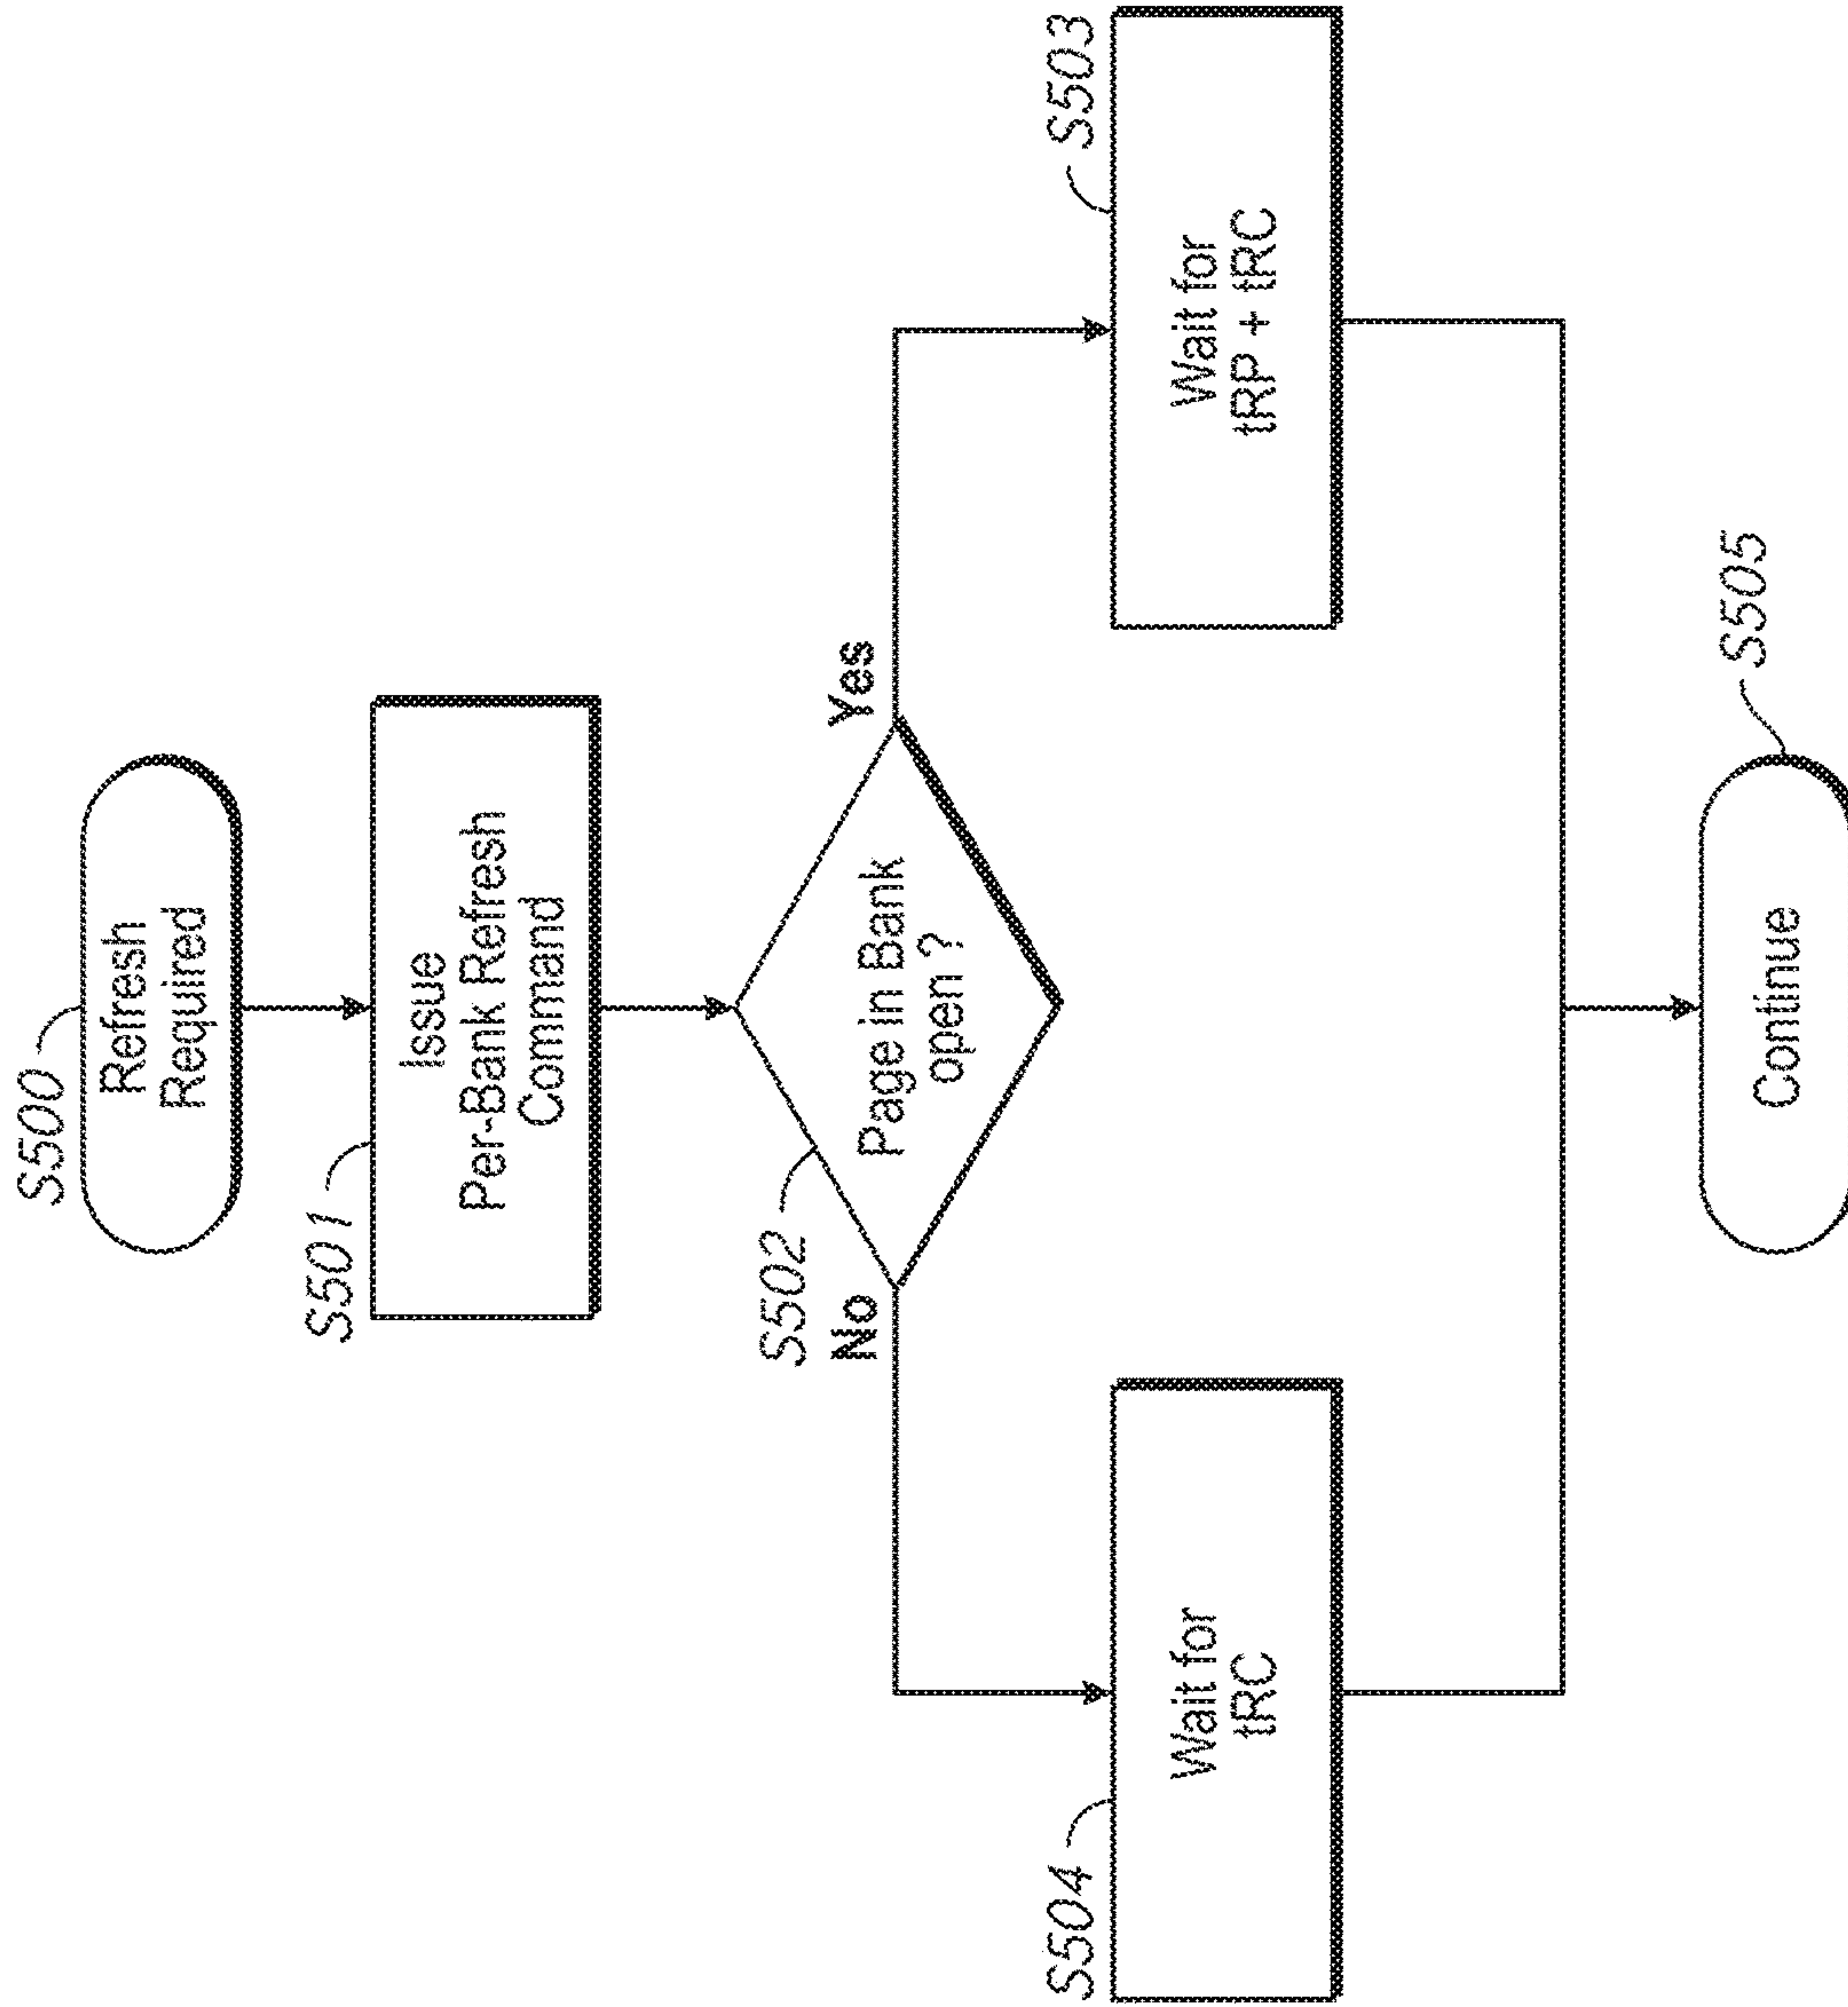 S500
Refresh
Required
S501
Issue
Per-Bank Refresh
Command
S502
Page in Bank
open ?
No
Yes
S504
Wait for
tRC
S503
Wait for
tRP + tRC
S505
Continue